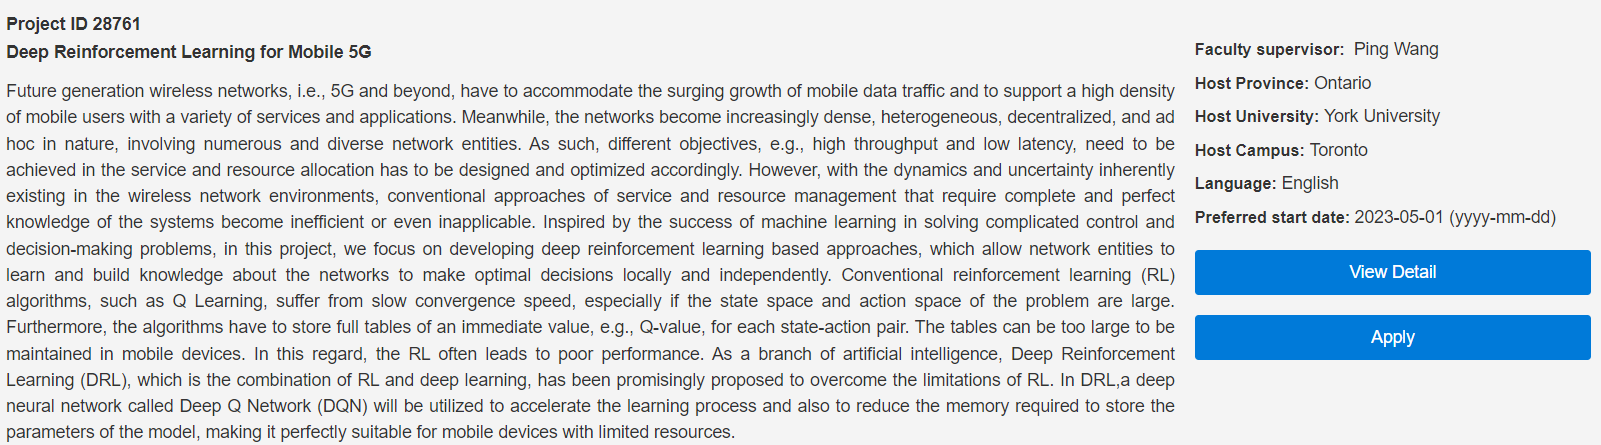 Project ID 28761
Deep Reinforcement Learning for Mobile 5G
Future generation wireless networks, i.e., 5G and beyond, have to accommodate the surging growth of mobile data traffic and to support a high density
of mobile users with a variety of services and applications. Meanwhile, the networks become increasingly dense, heterogeneous, decentralized, and ad
hoc in nature, involving numerous and diverse network entities. As such, different objectives, e.g., high throughput and low latency, need to be
achieved in the service and resource allocation has to be designed and optimized accordingly. However, with the dynamics and uncertainty inherently
existing in the wireless network environments, conventional approaches of service and resource management that require complete and perfect
knowledge of the systems become inefficient or even inapplicable. Inspired by the success of machine learning in solving complicated control and
decision-making problems, in this project, we focus on developing deep reinforcement learning based approaches, which allow network entities to
learn and build knowledge about the networks to make optimal decisions locally and independently. Conventional reinforcement learning (RL)
algorithms, such as Q Learning, suffer from slow convergence speed, especially if the state space and action space of the problem are large.
Furthermore, the algorithms have to store full tables of an immediate value, e.g., Q-value, for each state-action pair. The tables can be too large to be
maintained in mobile devices. In this regard, the RL often leads to poor performance. As a branch of artificial intelligence, Deep Reinforcement
Learning (DRL), which is the combination of RL and deep learning, has been promisingly proposed to overcome the limitations of RL. In DRL,a deep
neural network called Deep Q Network (DQN) will be utilized to accelerate the learning process and also to reduce the memory required to store the
parameters of the model, making it perfectly suitable for mobile devices with limited resources.
Faculty supervisor: Ping Wang
Host Province: Ontario
Host University: York University
Host Campus: Toronto
Language: English
Preferred start date: 2023-05-01 (yyyy-mm-dd)
View Detail
Apply